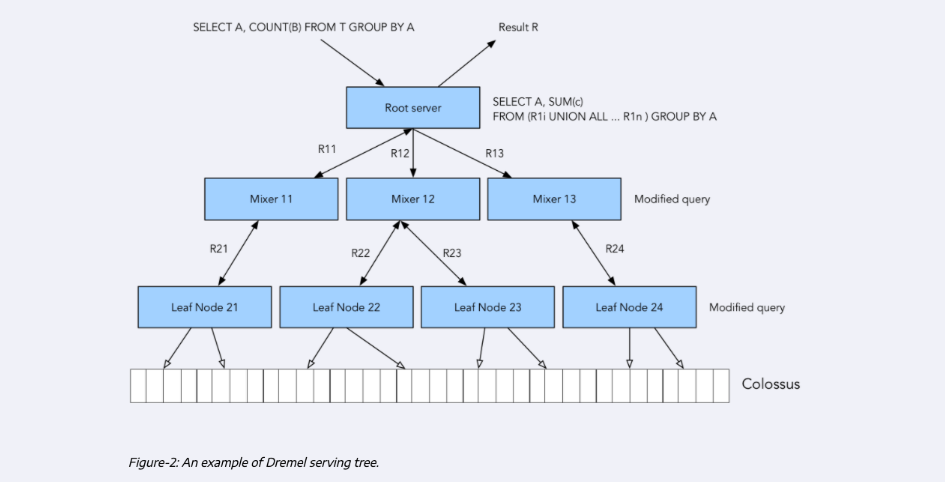 SELECT A, COUNT(B) FROM T GROUP BY A
Result R
Root server
SELECT A, SUM(c)
FROM (R1i UNION ALL ... R1n ) GROUP BY A
R11
R12
R13
Mixer 11
Mixer 12
Mixer 13
Modified query
R21
R22
R23
R24
Leaf Node 21
Leaf Node 22
Leaf Node 23
Leaf Node 24
Modified query
Colossus
Figure-2: An example of Dremel serving tree.